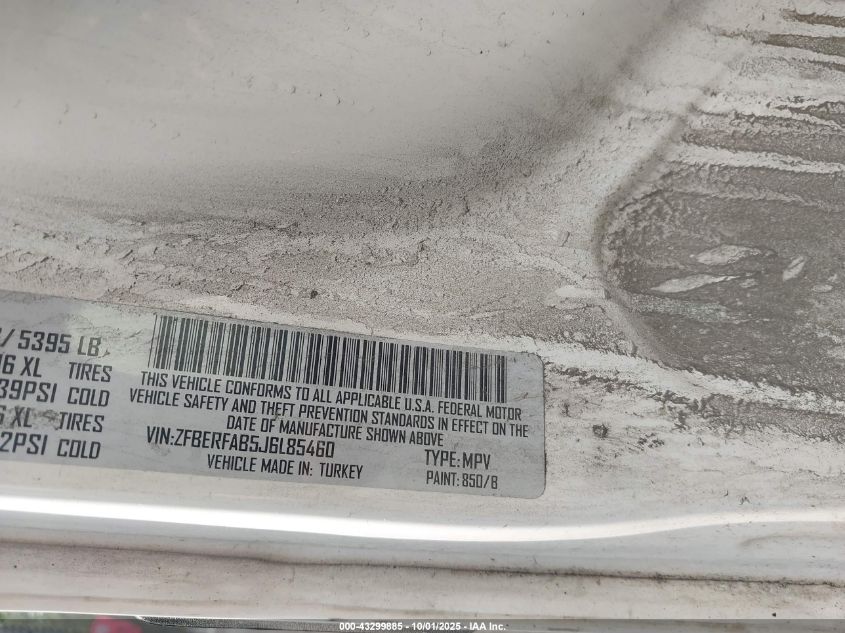 / 5395 LB
16 XL TIRES
39PSI COLD
XL TIRES
2PSI COLD
THIS VEHICLE CONFORMS TO ALL APPLICABLE U.S.A. FEDERAL MOTOR
VEHICLE SAFETY AND THEFT PREVENTION STANDARDS IN EFFECT ON THE
DATE OF MANUFACTURE SHOWN ABOVE
VIN:ZFBERFAB5J6L85460 TYPE:MPV
VEHICLE MADE IN: TURKEY PAINT: 850/8
000-43299885 - 10/01/2025 - IAA Inc.